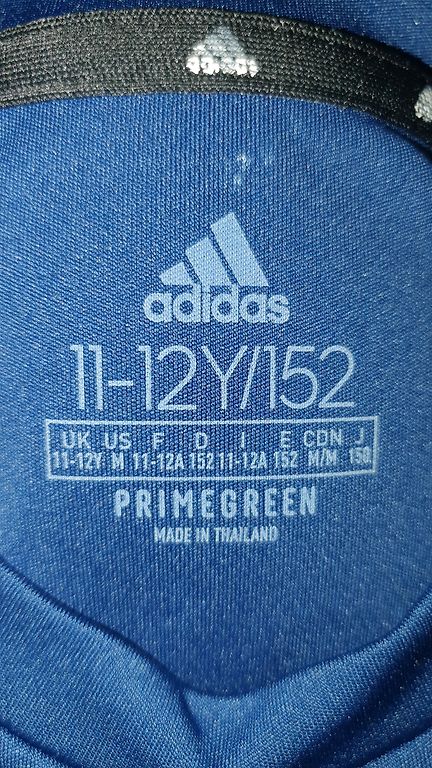 adidas
adidas
11-12Y/152
UK US F D I E CDN J
11-12Y M 11-12A 152 11-12A 152 M/M 150
PRIMEGREEN
MADE IN THAILAND